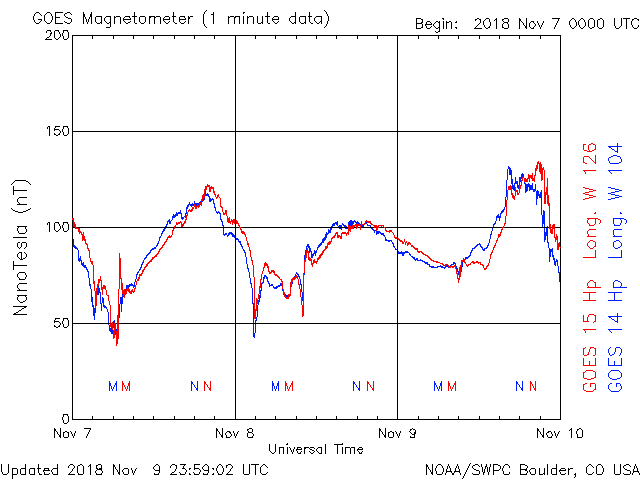 GOES Magnetometer (1 minute data)
Begin: 2018 Nov 7 0000 UTC
200
150
100
50
0
NanoTesla (nT)
M M N N M M N N M M N N
Nov 7 Nov 8 Nov 9 Nov 10
Universal Time
GOES 15 Hp Long. W 126
GOES 14 Hp Long. W 104
Updated 2018 Nov 9 23:59:02 UTC
NOAA/SWPC Boulder, CO USA